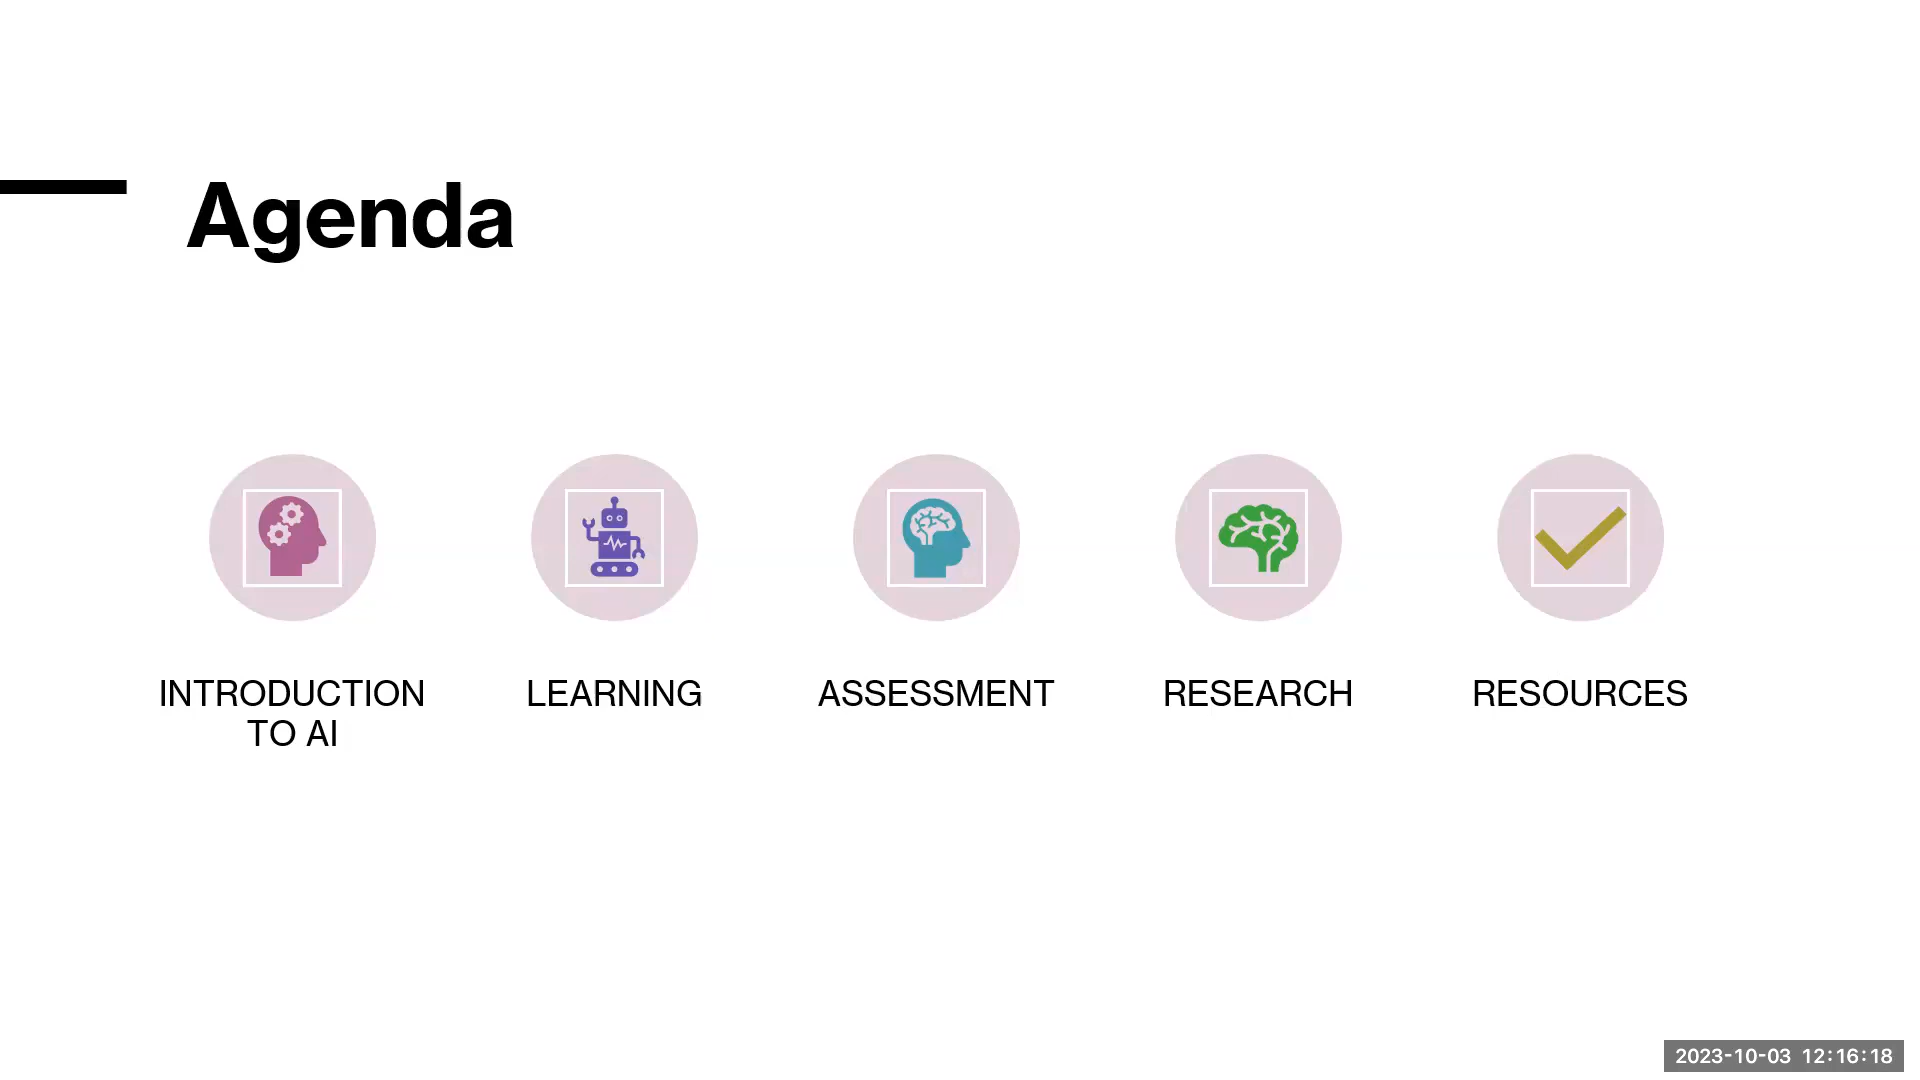 Agenda
INTRODUCTION
TO AI
LEARNING
ASSESSMENT
RESEARCH
RESOURCES
2023-10-03 12:16:18